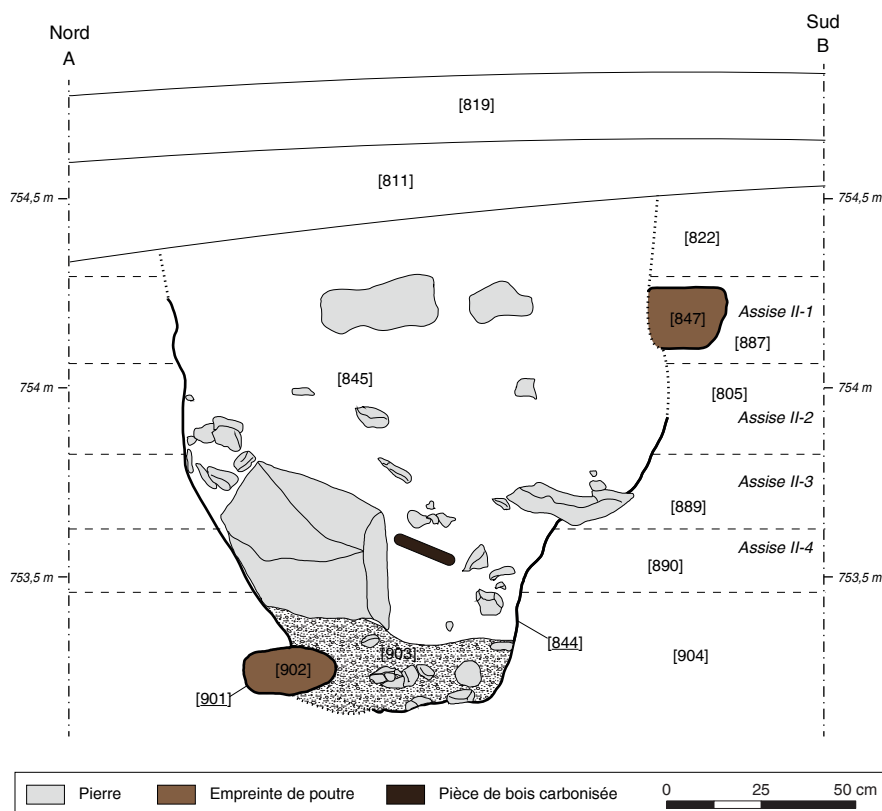 Nord
A
Sud
B
[819]
[811]
754,5 m
754,5 m
[822]
[847]
Assise II-1
[887]
[845]
754 m
754 m
[805]
Assise II-2
Assise II-3
[889]
Assise II-4
[890]
753,5 m
753,5 m
[844]
[903]
[904]
[902]
[901]
Pierre
Empreinte de poutre
Pièce de bois carbonisée
0
25
50 cm